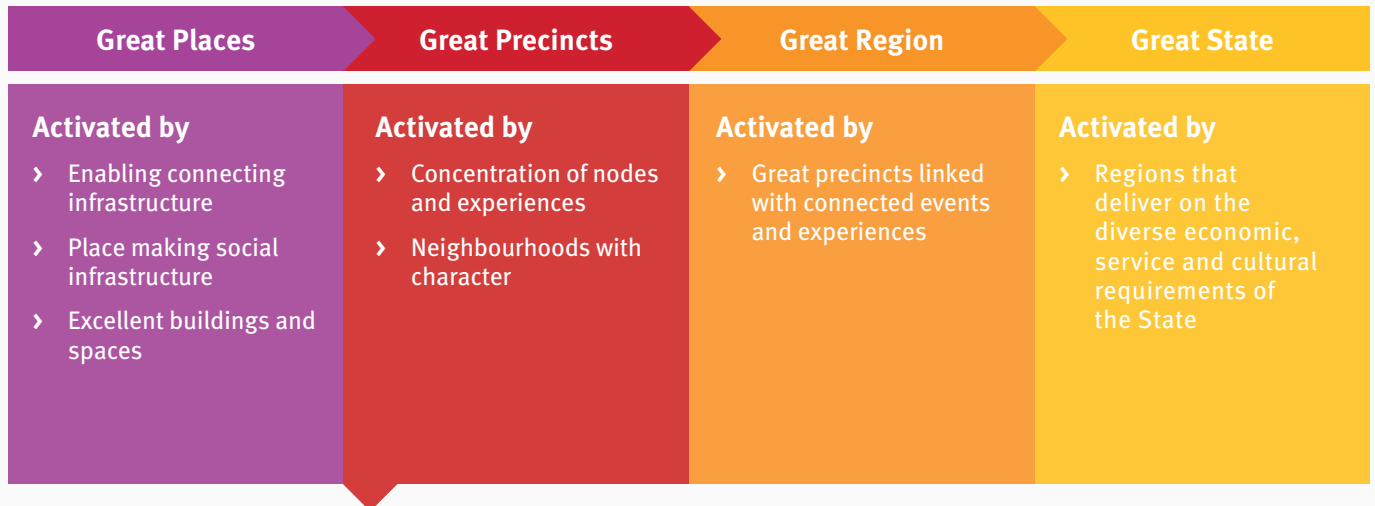 Great Places
Great Precincts
Great Region
Great State
Activated by
› Enabling connecting
infrastructure
› Place making social
infrastructure
› Excellent buildings and
spaces
Activated by
› Concentration of nodes
and experiences
› Neighbourhoods with
character
Activated by
› Great precincts linked
with connected events
and experiences
Activated by
› Regions that
deliver on the
diverse economic,
service and cultural
requirements of
the State